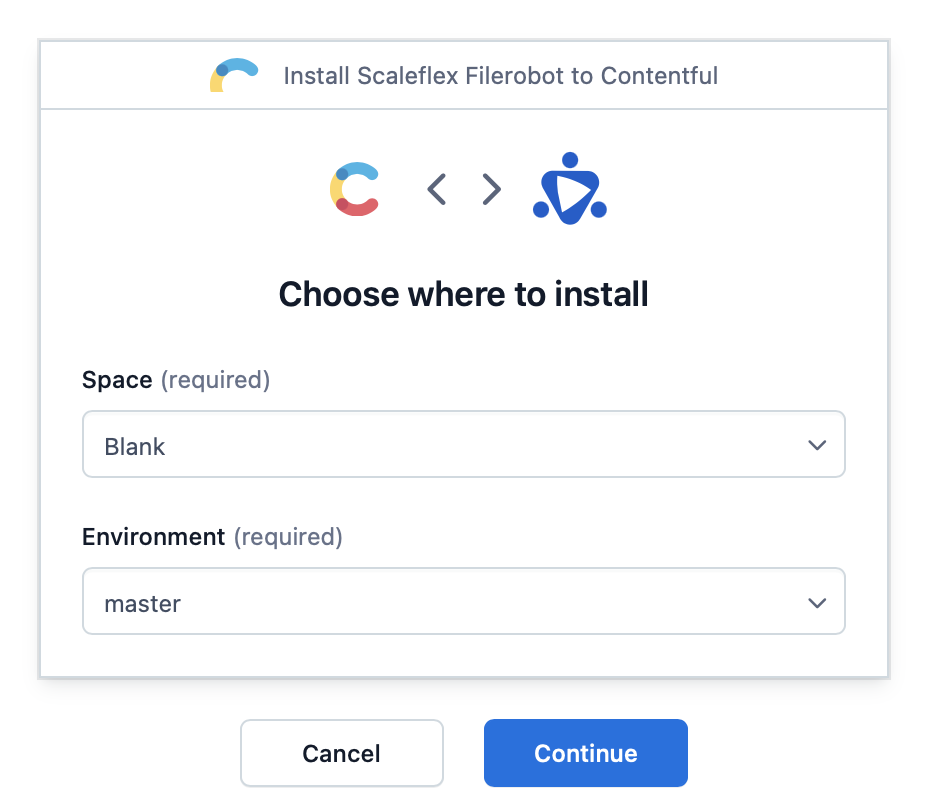 Install Scaleflex Filerobot to Contentful
Choose where to install
Space (required)
Blank
Environment (required)
master
Cancel Continue